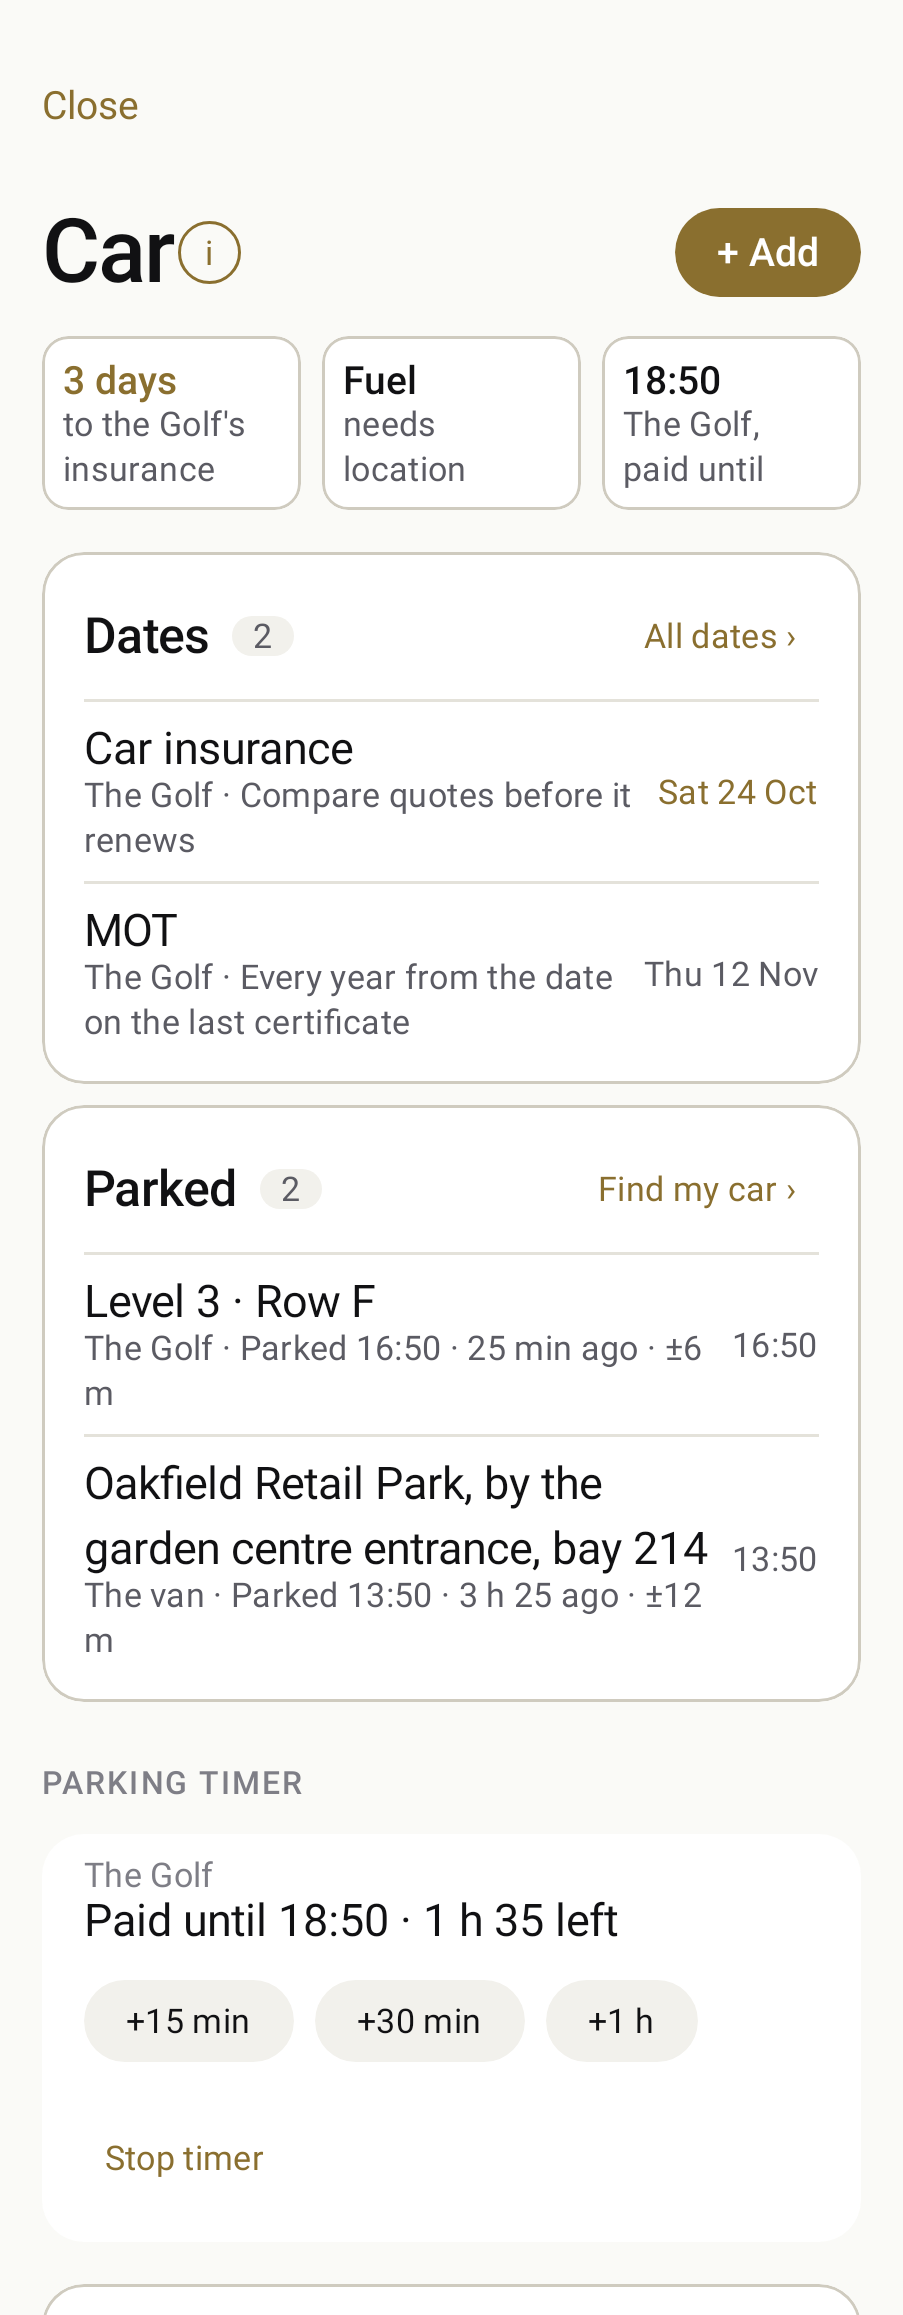 Close
Car i
+ Add
3 days
to the Golf's
insurance
Fuel
needs
location
18:50
The Golf,
paid until
Dates 2 All dates ›
Car insurance
The Golf · Compare quotes before it
renews
Sat 24 Oct
MOT
The Golf · Every year from the date
on the last certificate
Thu 12 Nov
Parked 2 Find my car ›
Level 3 · Row F
The Golf · Parked 16:50 · 25 min ago · ±6
m
16:50
Oakfield Retail Park, by the
garden centre entrance, bay 214
The van · Parked 13:50 · 3 h 25 ago · ±12
m
13:50
PARKING TIMER
The Golf
Paid until 18:50 · 1 h 35 left
+15 min +30 min +1 h
Stop timer